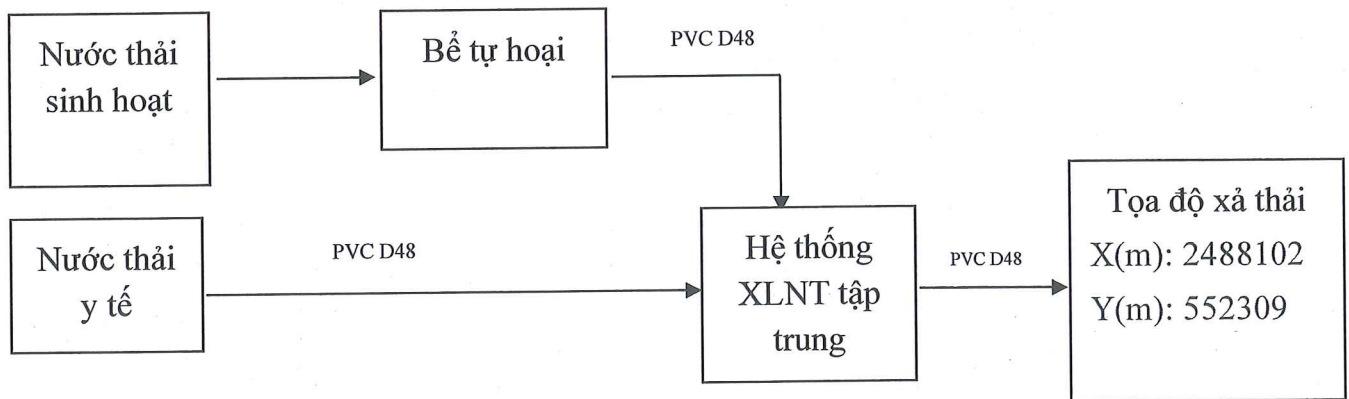 Nước thải
sinh hoạt
Bể tự hoại
PVC D48
Nước thải
y tế
PVC D48
Hệ thống
XLNT tập
trung
PVC D48
Tọa độ xả thải
X(m): 2488102
Y(m): 552309